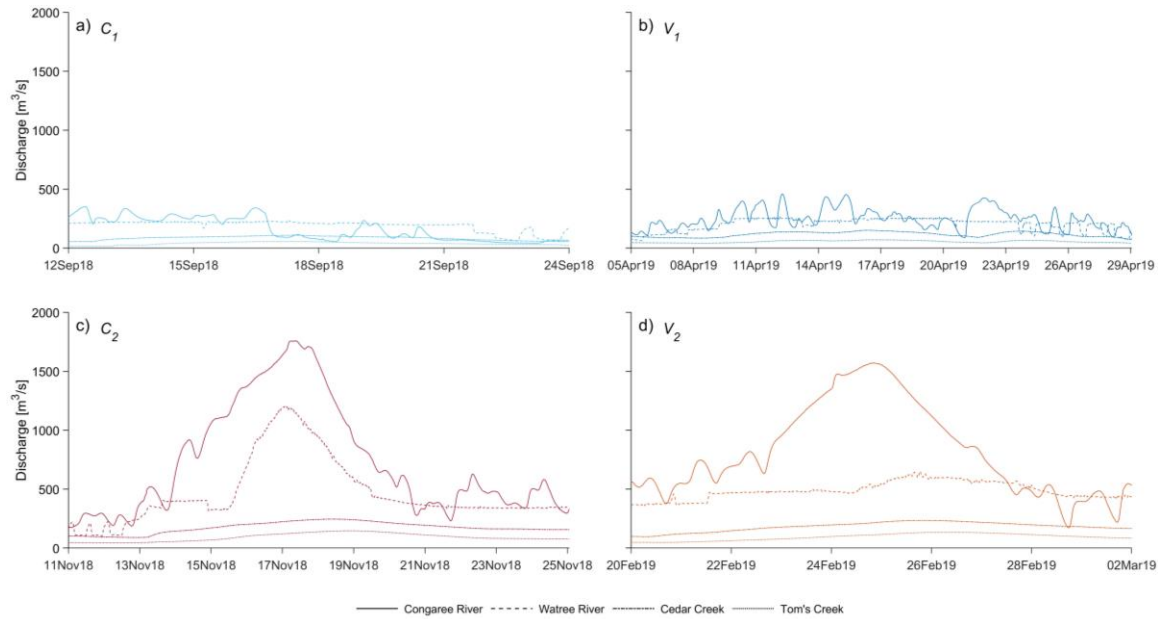 a) C1
b) V1
Discharge [m3/s]
2000
1500
1000
500
0
12Sep18 15Sep18 18Sep18 21Sep18 24Sep18
05Apr19 08Apr19 11Apr19 14Apr19 17Apr19 20Apr19 23Apr19 26Apr19 29Apr19
c) C2
d) V2
Discharge [m3/s]
2000
1500
1000
500
0
11Nov18 13Nov18 15Nov18 17Nov18 19Nov18 21Nov18 23Nov18 25Nov18
20Feb19 22Feb19 24Feb19 26Feb19 28Feb19 02Mar19
Congaree River Watree River Cedar Creek Tom's Creek